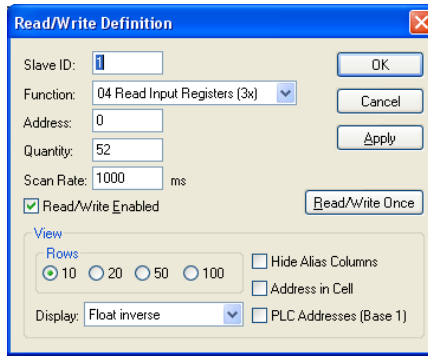 Read/Write Definition
Slave ID: 1
OK
Function: 04 Read Input Registers (3x)
Cancel
Address: 0
Apply
Quantity: 52
Scan Rate: 1000 ms
Read/Write Enabled
Read/Write Once
View
Rows
10 20 50 100
Hide Alias Columns
Address in Cell
Display: Float inverse
PLC Addresses (Base 1)